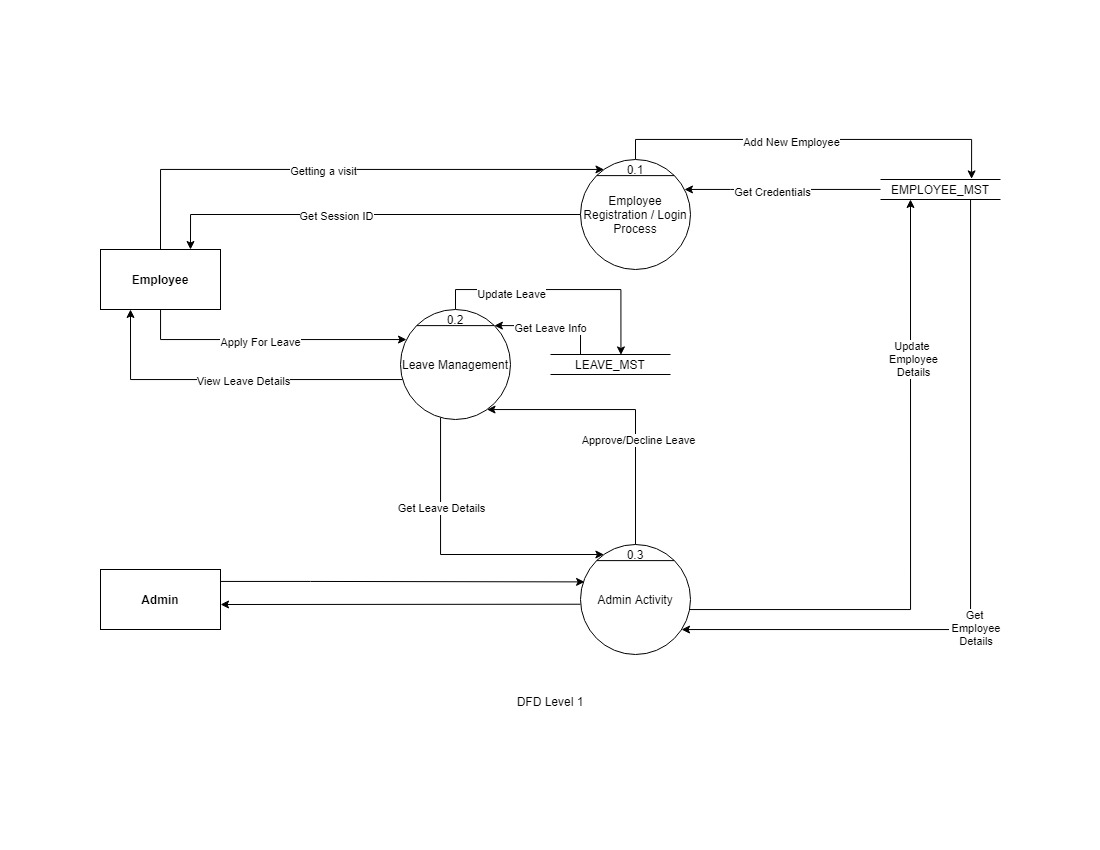 Add New Employee
Getting a visit
0.1
Get Credentials
EMPLOYEE_MST
Employee
Registration / Login
Process
Get Session ID
Employee
Update Leave
0.2
Get Leave Info
Apply For Leave
Leave Management
LEAVE_MST
View Leave Details
Update
Employee
Details
Approve/Decline Leave
Get Leave Details
0.3
Admin
Admin Activity
Get
Employee
Details
DFD Level 1